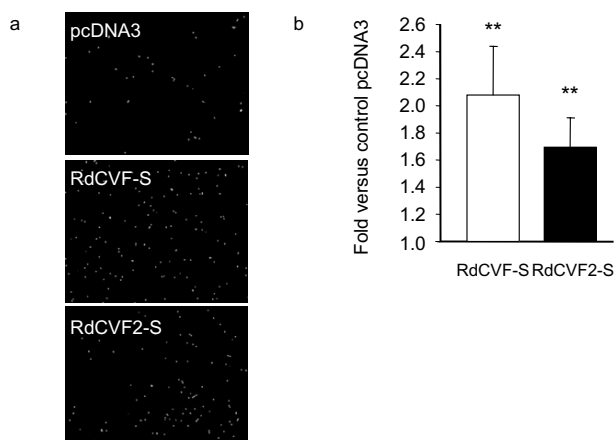 a
pcDNA3
RdCVF-S
RdCVF2-S
b
Fold versus control pcDNA3
2.6
2.4
2.2
2.0
1.8
1.6
1.4
1.2
1.0
**
**
RdCVF-S RdCVF2-S